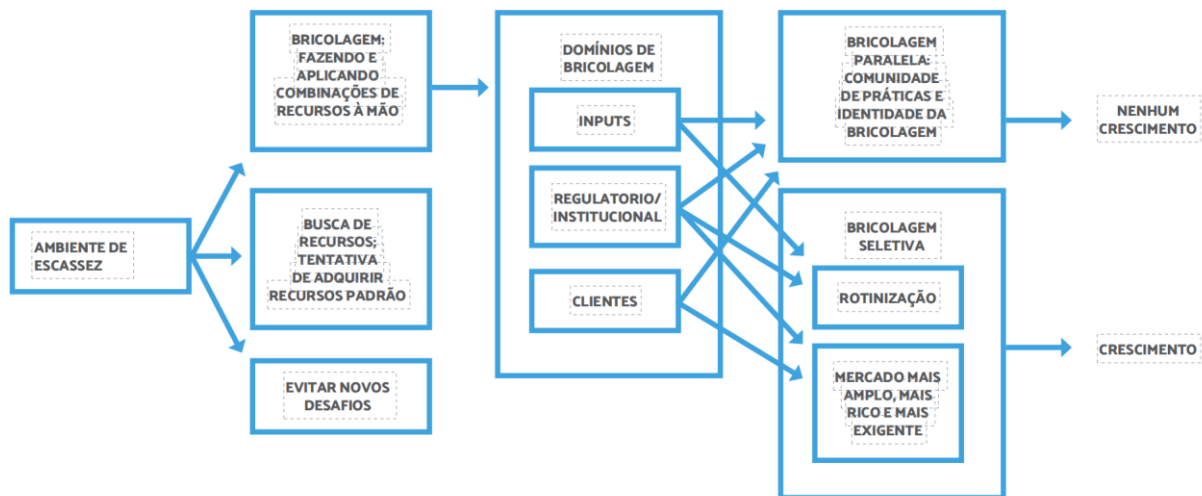 AMBIENTE DE
ESCASSEZ
BRICOLAGEM:
FAZENDO E
APLICANDO
COMBINAÇÕES DE
RECURSOS À MÃO
BUSCA DE
RECURSOS;
TENTATIVA
DE ADQUIRIR
RECURSOS PADRÃO
EVITAR NOVOS
DESAFIOS
DOMÍNIOS DE
BRICOLAGEM
INPUTS
REGULATORIO/
INSTITUCIONAL
CLIENTES
BRICOLAGEM
PARALELA:
COMUNIDADE
DE PRÁTICAS E
IDENTIDADE DA
BRICOLAGEM
BRICOLAGEM
SELETIVA
ROTINIZAÇÃO
MERCADO MAIS
AMPLO, MAIS
RICO E MAIS
EXIGENTE
NENHUM
CRESCIMENTO
CRESCIMENTO